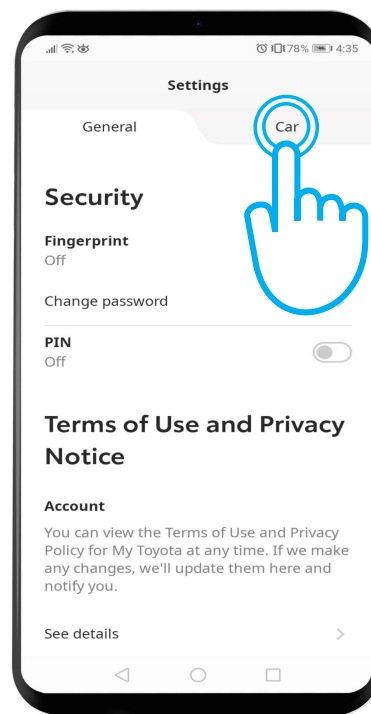 78% 4:35
Settings
General Car
Security
Fingerprint
Off
Change password
PIN
Off
Terms of Use and Privacy
Notice
Account
You can view the Terms of Use and Privacy
Policy for My Toyota at any time. If we make
any changes, we'll update them here and
notify you.
See details